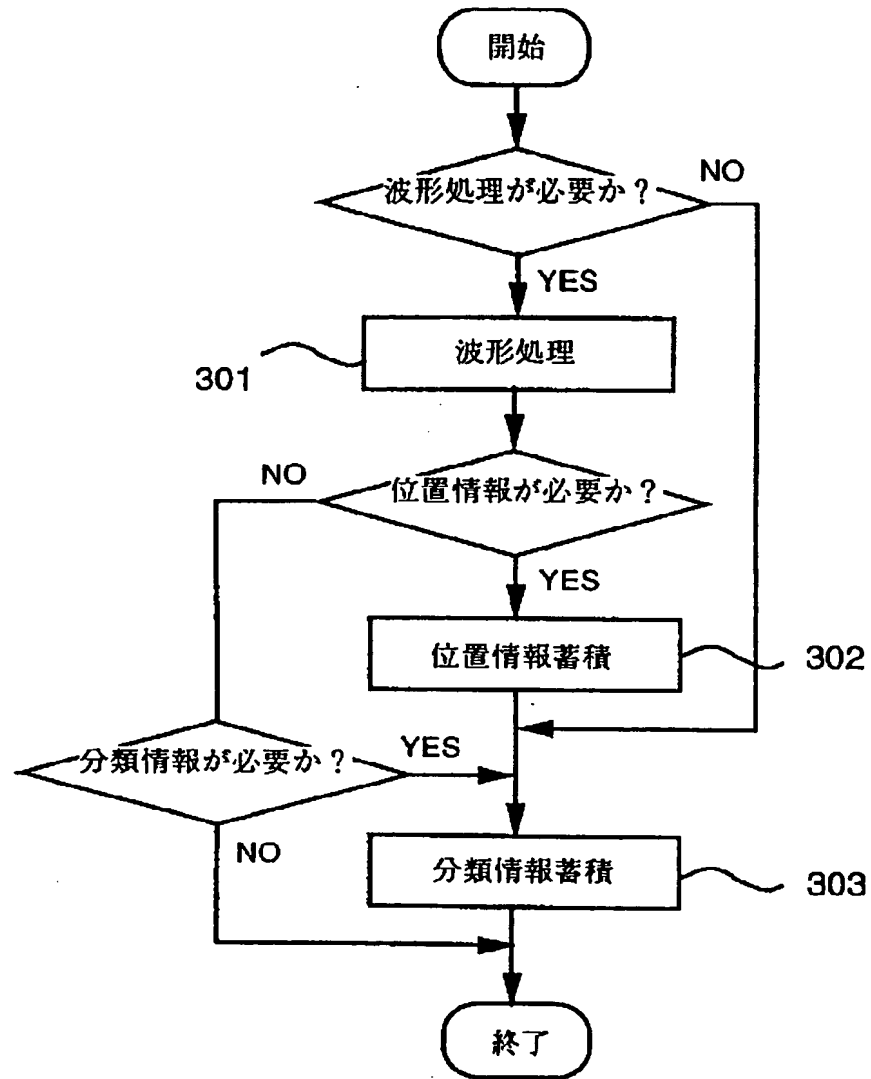 開始
波形処理が必要か？
NO
YES
波形処理
301
NO
位置情報が必要か？
YES
位置情報蓄積
302
分類情報が必要か？
YES
NO
分類情報蓄積
303
終了